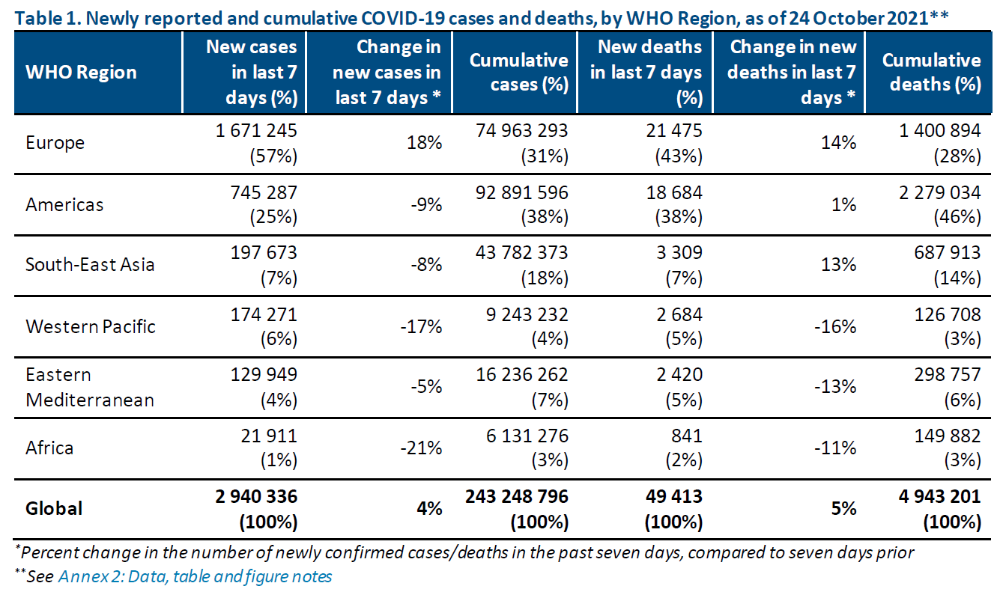 Table 1. Newly reported and cumulative COVID-19 cases and deaths, by WHO Region, as of 24 October 2021**
WHO Region
New cases
in last 7
days (%)
Change in
new cases in
last 7 days *
Cumulative
cases (%)
New deaths
in last 7 days
(%)
Change in new
deaths in last 7
days *
Cumulative
deaths (%)
Europe
1 671 245
(57%)
18%
74 963 293
(31%)
21 475
(43%)
14%
1 400 894
(28%)
Americas
745 287
(25%)
-9%
92 891 596
(38%)
18 684
(38%)
1%
2 279 034
(46%)
South-East Asia
197 673
(7%)
-8%
43 782 373
(18%)
3 309
(7%)
13%
687 913
(14%)
Western Pacific
174 271
(6%)
-17%
9 243 232
(4%)
2 684
(5%)
-16%
126 708
(3%)
Eastern
Mediterranean
129 949
(4%)
-5%
16 236 262
(7%)
2 420
(5%)
-13%
298 757
(6%)
Africa
21 911
(1%)
-21%
6 131 276
(3%)
841
(2%)
-11%
149 882
(3%)
Global
2 940 336
(100%)
4%
243 248 796
(100%)
49 413
(100%)
5%
4 943 201
(100%)
*Percent change in the number of newly confirmed cases/deaths in the past seven days, compared to seven days prior
**See Annex 2: Data, table and figure notes